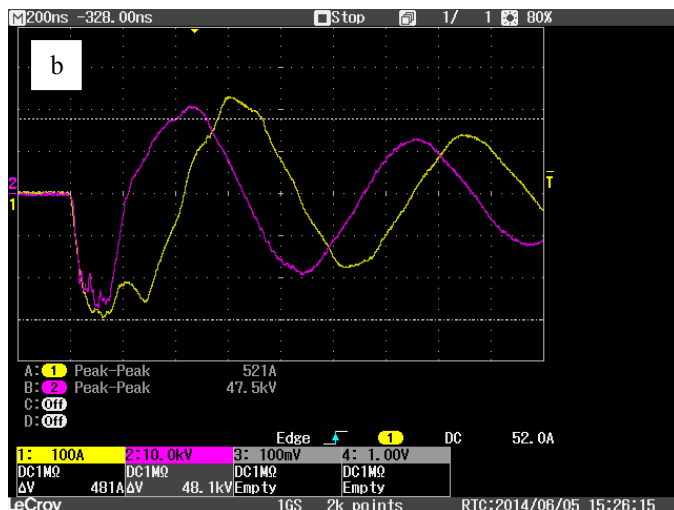 M 200ns -328.00ns Stop 1/ 1 80%
b
T
2
1
A: 1 Peak-Peak 521A
B: 2 Peak-Peak 47.5kV
C: Off
D: Off
Edge 1 DC 52.0A
1: 100A 2: 10.0kV 3: 100mV 4: 1.00V
DC1MΩ DC1MΩ DC1MΩ DC1MΩ
ΔV 481A ΔV 48.1kV Empty Empty
LeCroy 1GS 2k points RTC:2014/06/05 15:26:15